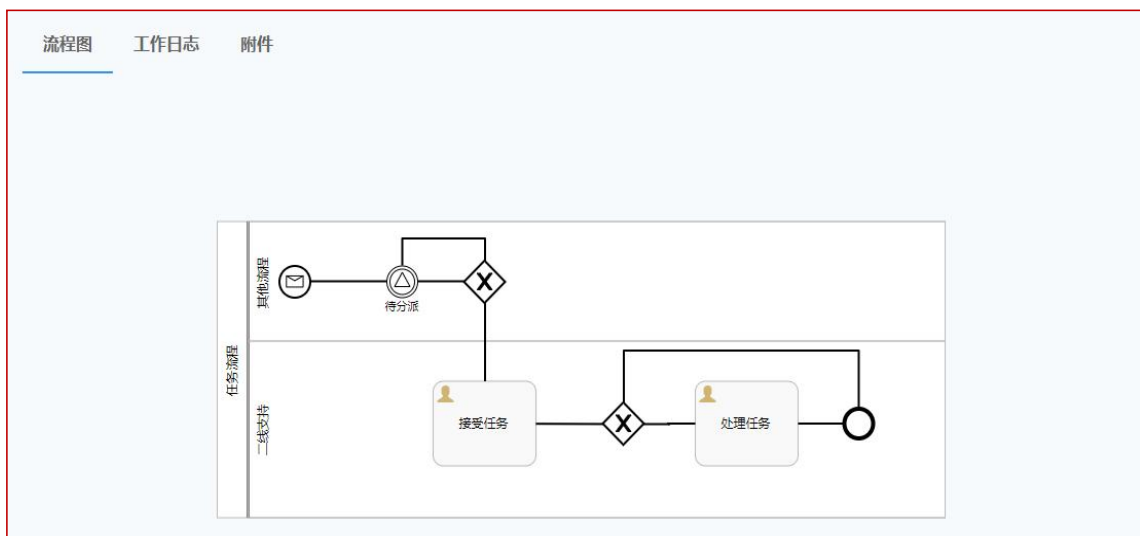 流程图
工作日志
附件
任务流程
其他流程
待分派
二线支持
接受任务
处理任务